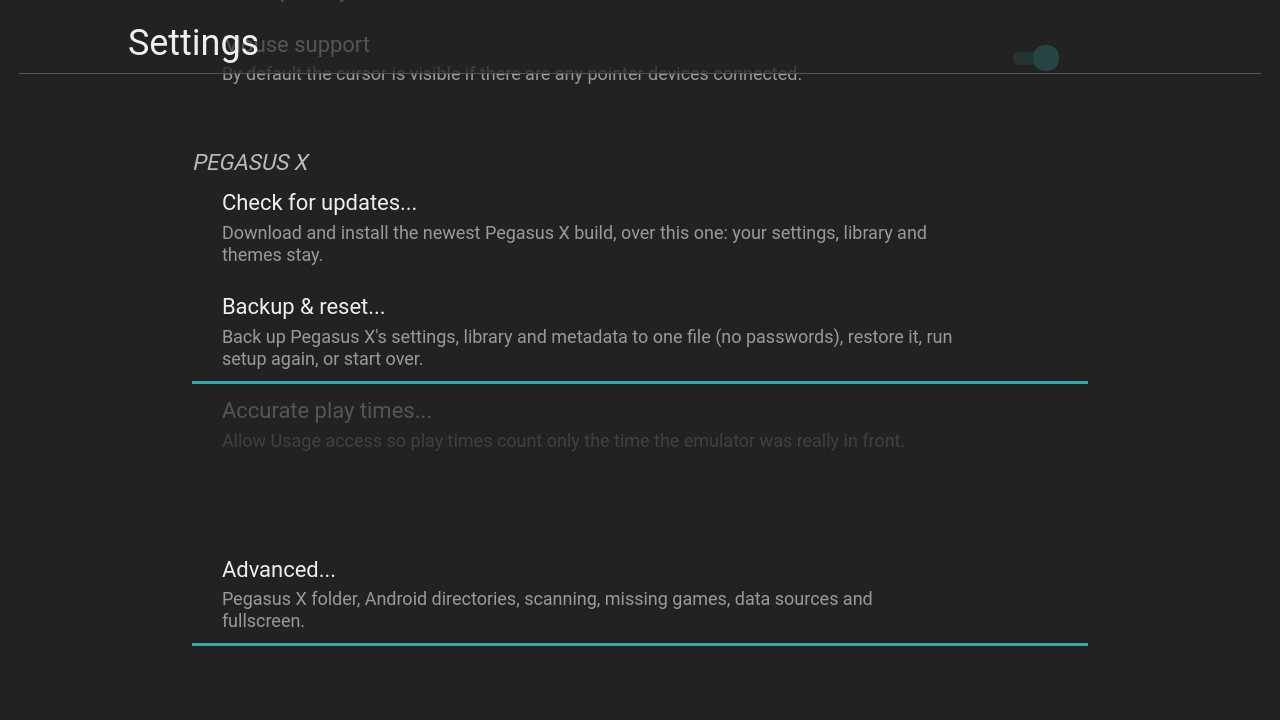 Settings
Mouse support
By default the cursor is visible if there are any pointer devices connected.
PEGASUS X
Check for updates...
Download and install the newest Pegasus X build, over this one: your settings, library and
themes stay.
Backup & reset...
Back up Pegasus X's settings, library and metadata to one file (no passwords), restore it, run
setup again, or start over.
Accurate play times...
Allow Usage access so play times count only the time the emulator was really in front.
Advanced...
Pegasus X folder, Android directories, scanning, missing games, data sources and
fullscreen.